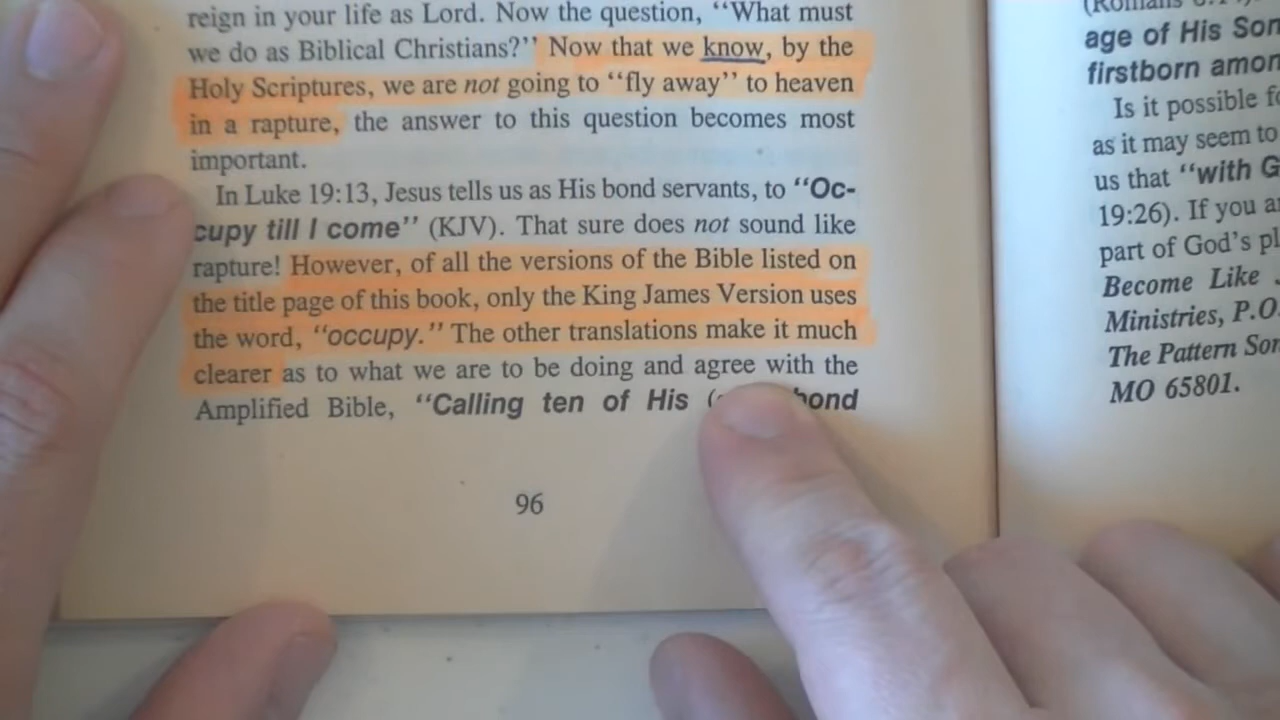 reign in your life as Lord. Now the question, “What must
we do as Biblical Christians?” Now that we know, by the
Holy Scriptures, we are not going to “fly away” to heaven
in a rapture, the answer to this question becomes most
important.
In Luke 19:13, Jesus tells us as His bond servants, to “Oc-
cupy till I come” (KJV). That sure does not sound like
rapture! However, of all the versions of the Bible listed on
the title page of this book, only the King James Version uses
the word, “occupy.” The other translations make it much
clearer as to what we are to be doing and agree with the
Amplified Bible, “Calling ten of His bond
96
age of His Son
firstborn
Is it possible
as it may seem to
us that “with
19:26). If you
part of God’s
Become Like
Ministries, P.O.
The Pattern
MO 65801.